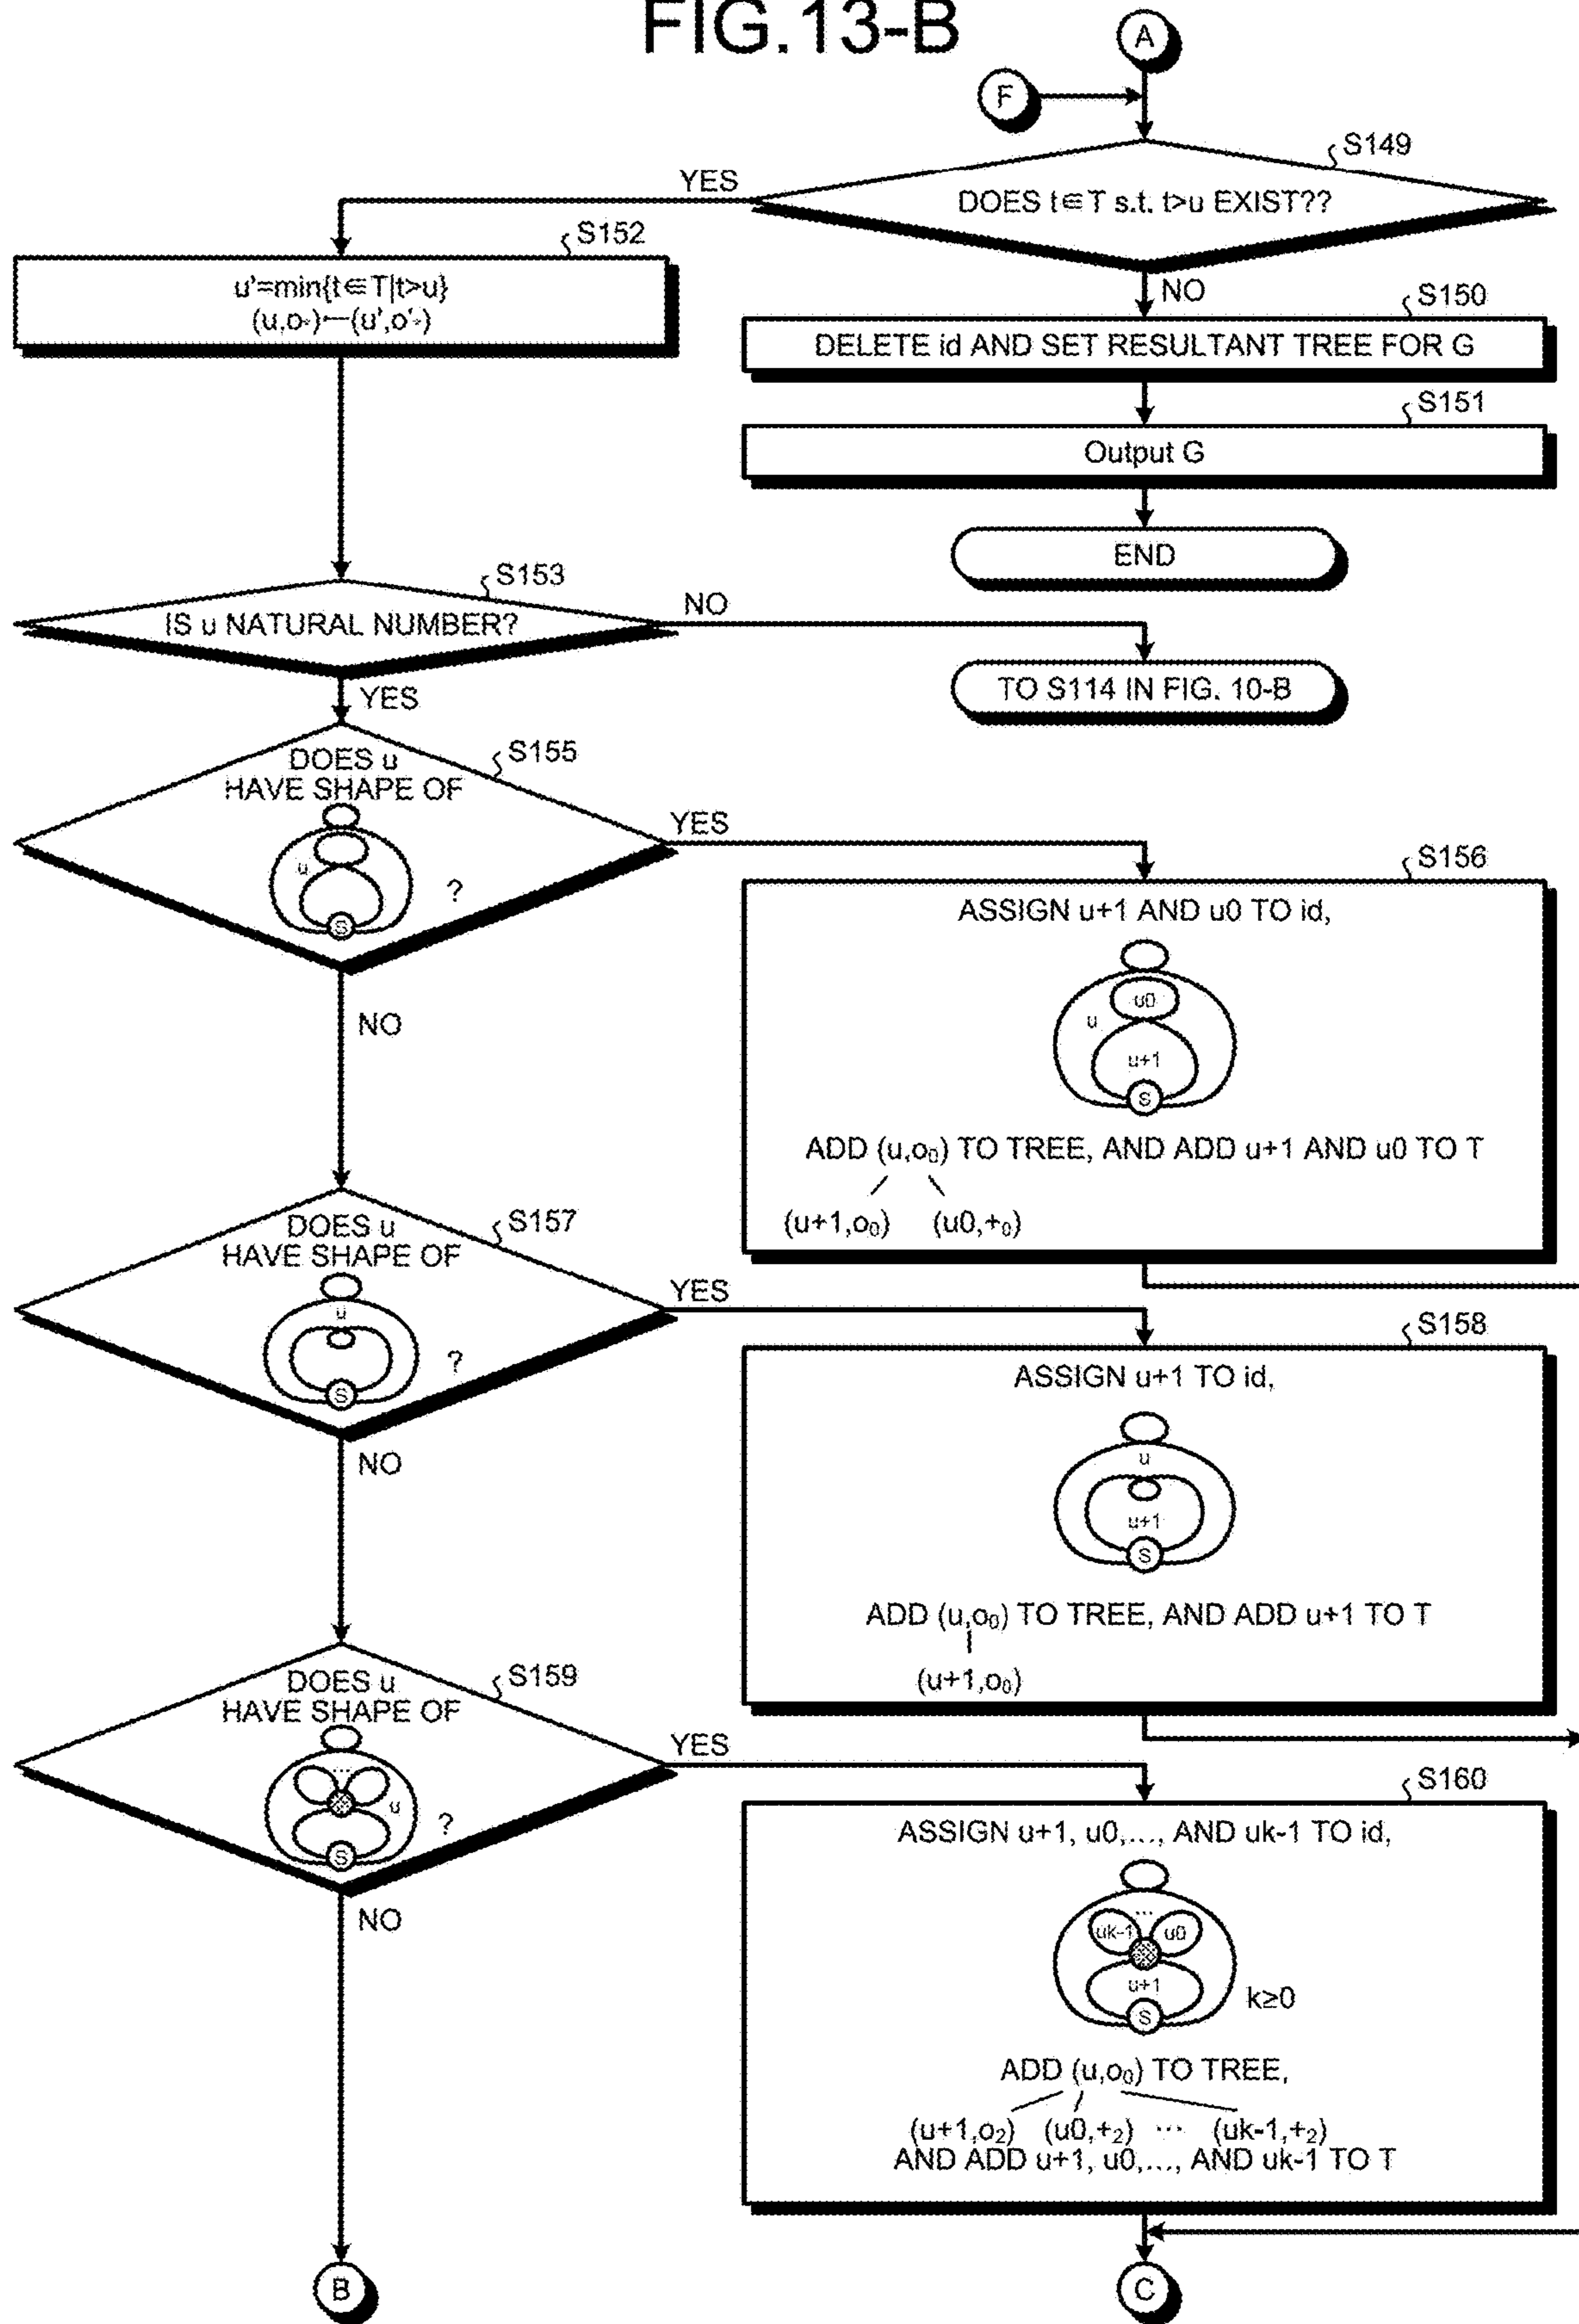 FIG.13-B
A
F
S149
DOES t∈T s.t. t>u EXIST??
YES
NO
S152
u'=min{t∈T|t>u}
(u,o*)←(u',o'*)
S150
DELETE id AND SET RESULTANT TREE FOR G
S151
Output G
END
S153
IS u NATURAL NUMBER?
NO
TO S114 IN FIG. 10-B
YES
S155
DOES u
HAVE SHAPE OF
u
S
?
YES
NO
S156
ASSIGN u+1 AND u0 TO id,
u0
u
u+1
S
ADD (u,o₀) TO TREE, AND ADD u+1 AND u0 TO T
(u+1,o₀) (u0,+₀)
S157
DOES u
HAVE SHAPE OF
u
S
?
YES
NO
S158
ASSIGN u+1 TO id,
u
u+1
S
ADD (u,o₀) TO TREE, AND ADD u+1 TO T
(u+1,o₀)
S159
DOES u
HAVE SHAPE OF
...
u
S
?
YES
NO
S160
ASSIGN u+1, u0,..., AND uk-1 TO id,
...
uk-1 u0
u+1
S
k≥0
ADD (u,o₀) TO TREE,
(u+1,o₂) (u0,+₂) ... (uk-1,+₂)
AND ADD u+1, u0,..., AND uk-1 TO T
B
C